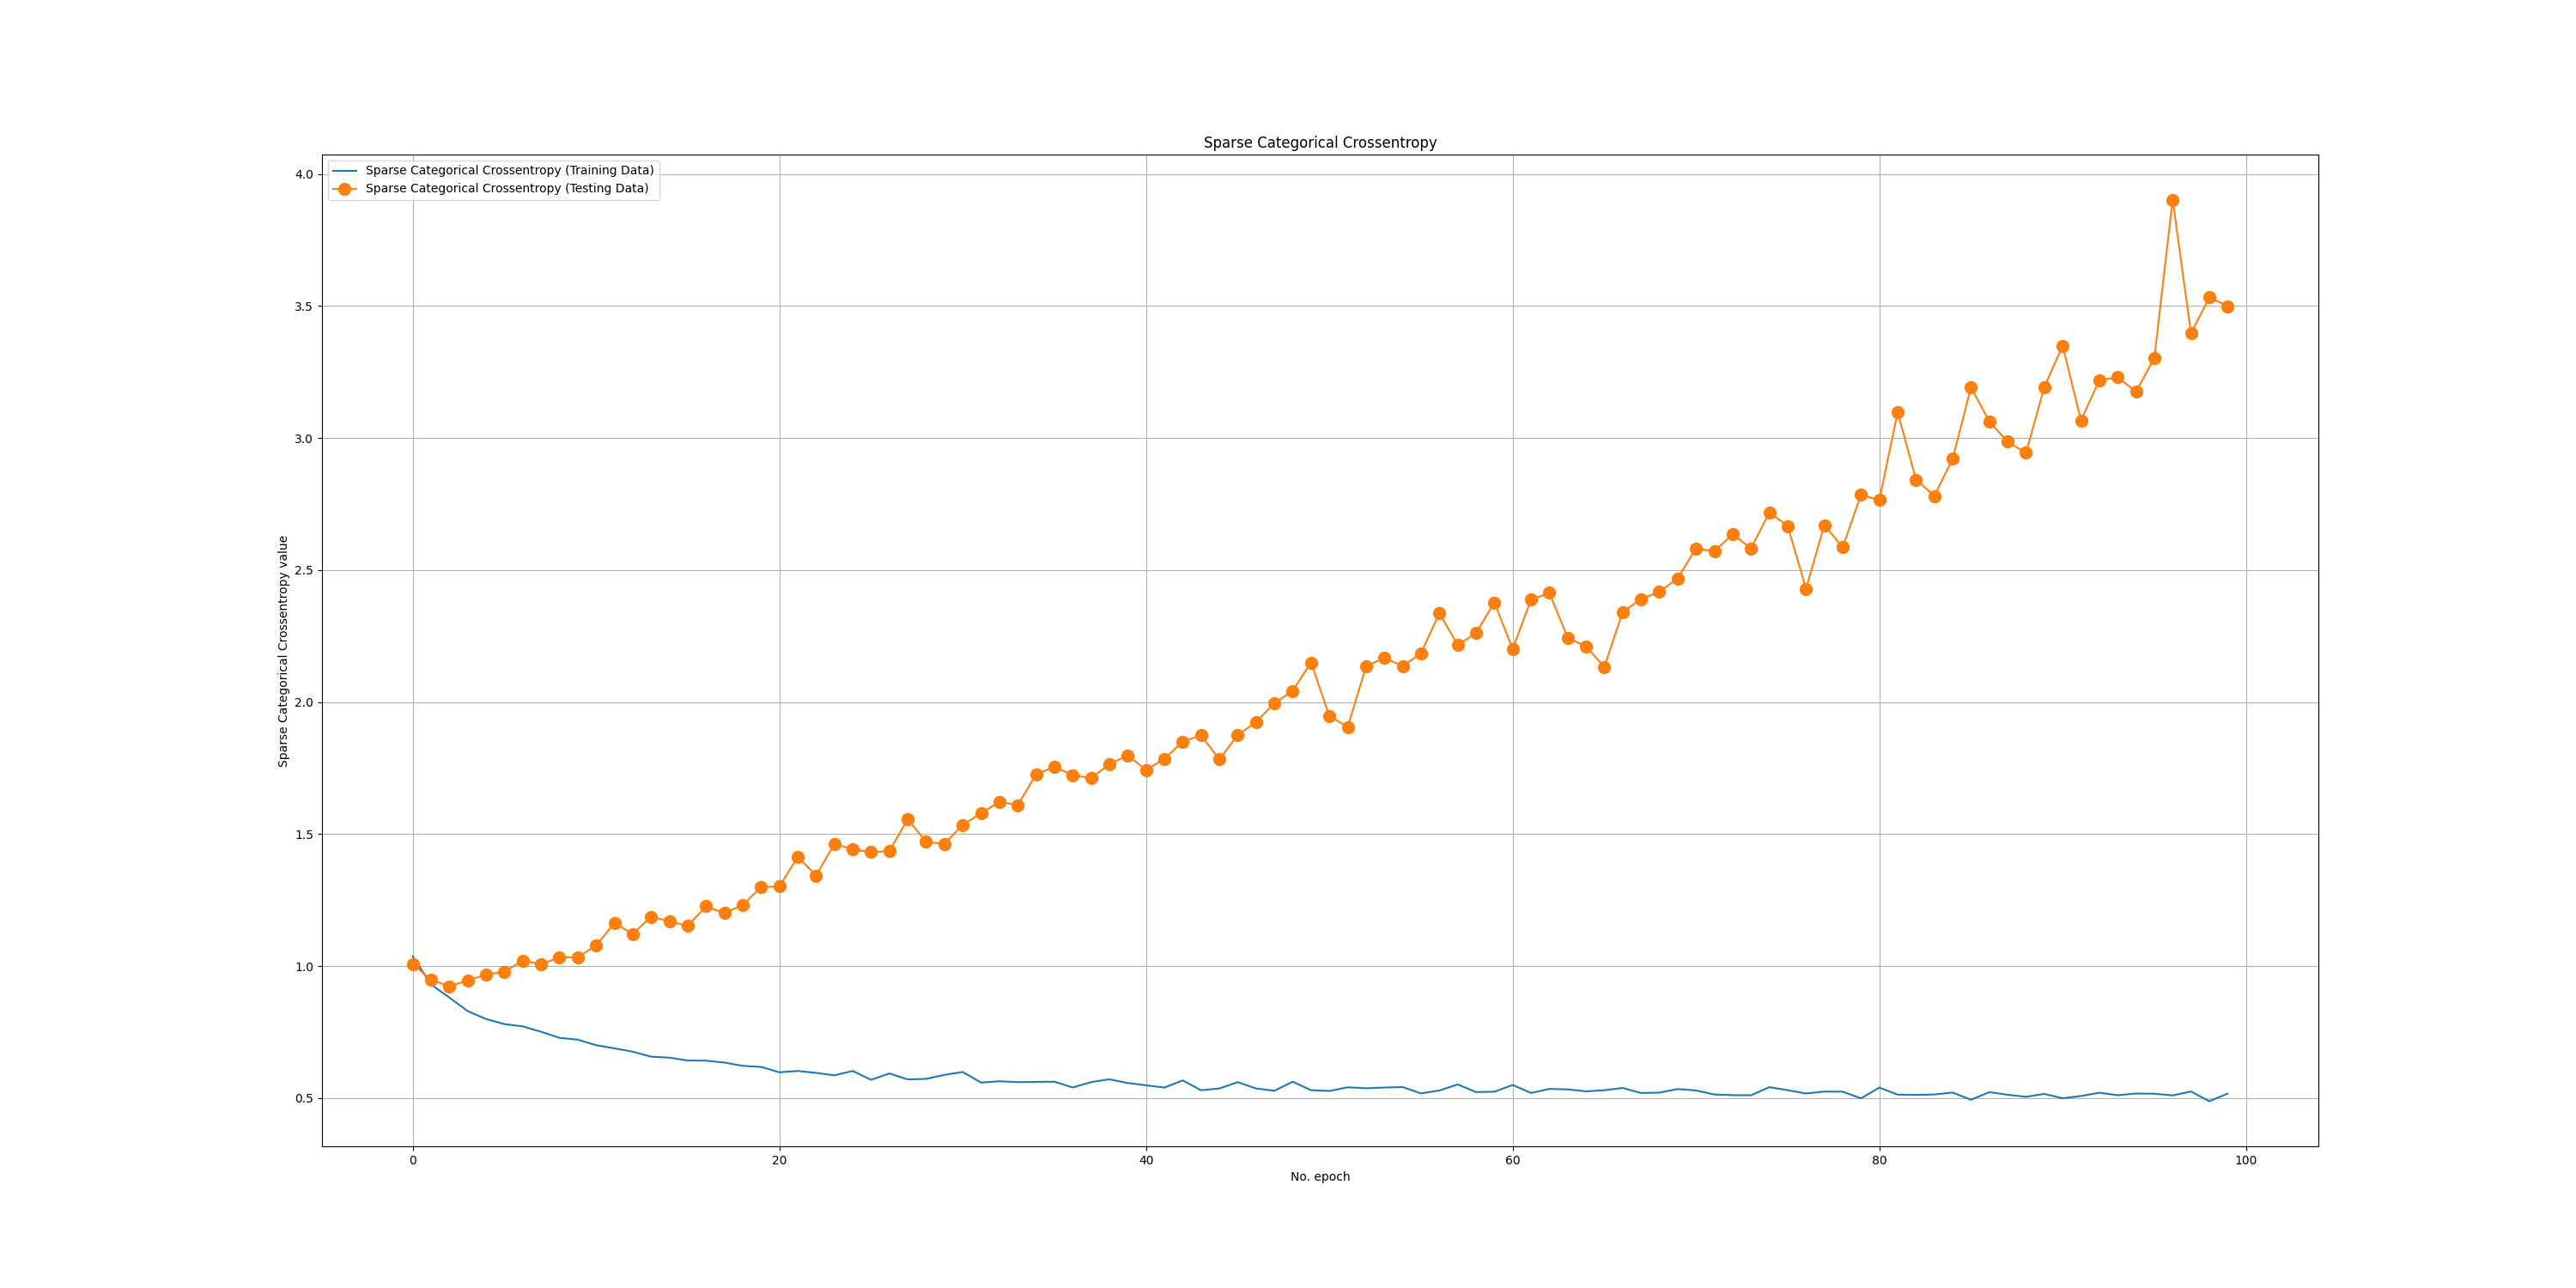 Sparse Categorical Crossentropy
Sparse Categorical Crossentropy (Training Data)
Sparse Categorical Crossentropy (Testing Data)
Sparse Categorical Crossentropy value
4.0
3.5
3.0
2.5
2.0
1.5
1.0
0.5
0 20 40 60 80 100
No. epoch